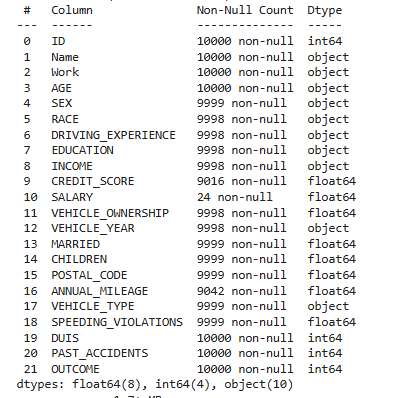 #   Column               Non-Null Count  Dtype
---  ------               --------------  -----
0   ID                   10000 non-null  int64
1   Name                 10000 non-null  object
2   Work                 10000 non-null  object
3   AGE                  10000 non-null  object
4   SEX                  9999 non-null   object
5   RACE                 9998 non-null   object
6   DRIVING_EXPERIENCE   9998 non-null   object
7   EDUCATION            9998 non-null   object
8   INCOME               9998 non-null   object
9   CREDIT_SCORE         9016 non-null   float64
10  SALARY               24 non-null     float64
11  VEHICLE_OWNERSHIP    9998 non-null   float64
12  VEHICLE_YEAR         9998 non-null   object
13  MARRIED              9999 non-null   float64
14  CHILDREN             9999 non-null   float64
15  POSTAL_CODE          9999 non-null   float64
16  ANNUAL_MILEAGE       9042 non-null   float64
17  VEHICLE_TYPE         9999 non-null   object
18  SPEEDING_VIOLATIONS  9999 non-null   float64
19  DUIS                 10000 non-null  int64
20  PAST_ACCIDENTS       10000 non-null  int64
21  OUTCOME              10000 non-null  int64
dtypes: float64(8), int64(4), object(10)